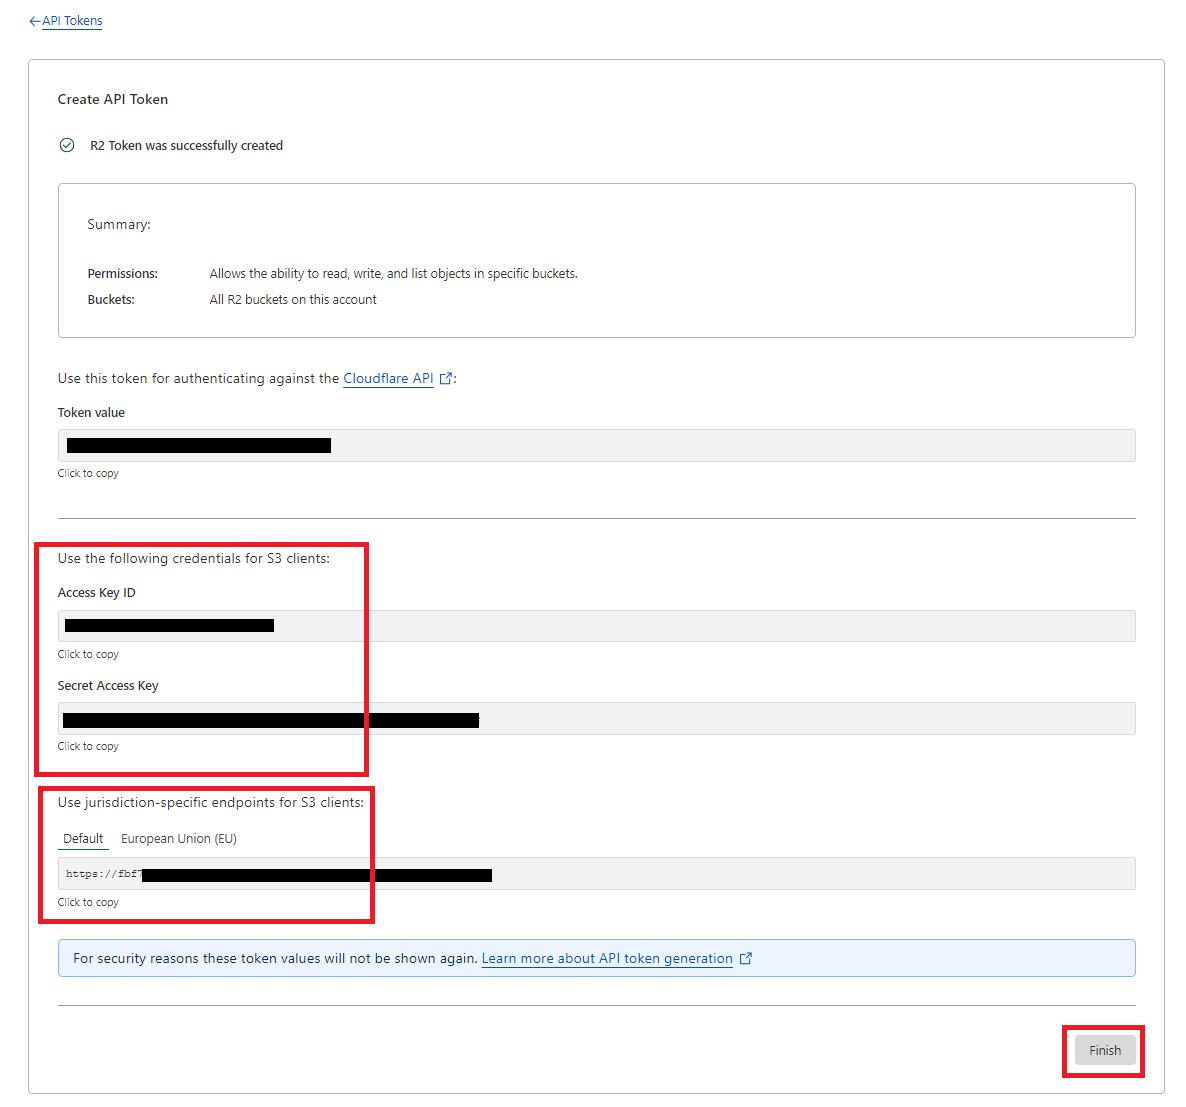 ←API Tokens
Create API Token
R2 Token was successfully created
Summary:
Permissions: Allows the ability to read, write, and list objects in specific buckets.
Buckets: All R2 buckets on this account
Use this token for authenticating against the Cloudflare API :
Token value
Click to copy
Use the following credentials for S3 clients:
Access Key ID
Click to copy
Secret Access Key
Click to copy
Use jurisdiction-specific endpoints for S3 clients:
Default European Union (EU)
https://fbf7
Click to copy
For security reasons these token values will not be shown again. Learn more about API token generation
Finish